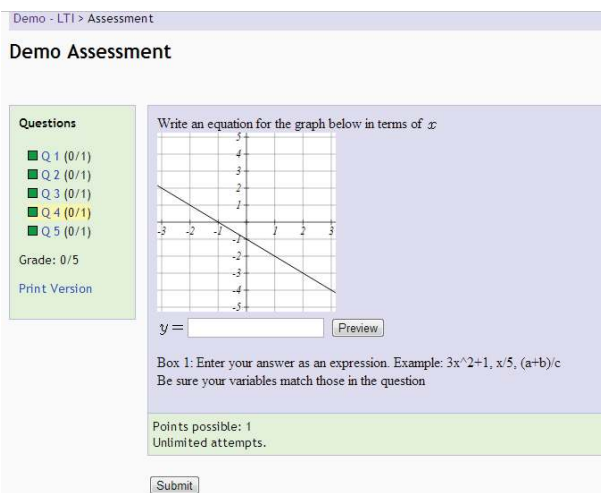 Demo - LTI > Assessment
Demo Assessment
Questions
Q 1 (0/1)
Q 2 (0/1)
Q 3 (0/1)
Q 4 (0/1)
Q 5 (0/1)
Grade: 0/5
Print Version
Write an equation for the graph below in terms of x
5
4
3
2
1
-3 -2 -1 1 2 3
-1
-2
-3
-4
-5
y =
Preview
Box 1: Enter your answer as an expression. Example: 3x^2+1, x/5, (a+b)/c
Be sure your variables match those in the question
Points possible: 1
Unlimited attempts.
Submit